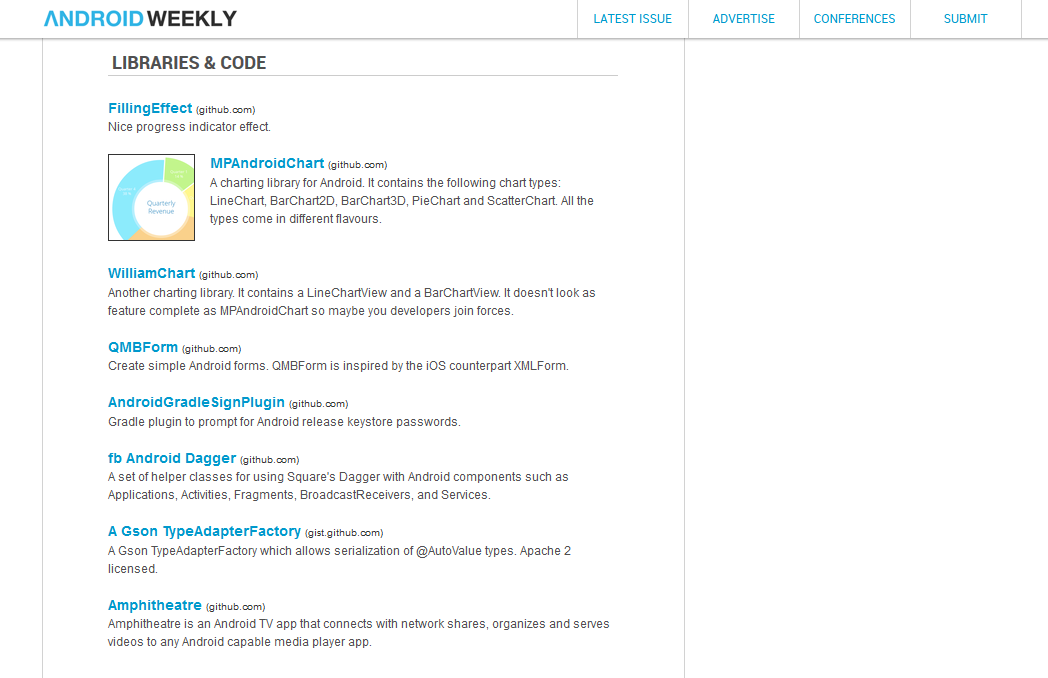 ANDROID WEEKLY
LATEST ISSUE
ADVERTISE
CONFERENCES
SUBMIT
LIBRARIES & CODE
FillingEffect (github.com)
Nice progress indicator effect.
Quarterly
Revenue
MPAndroidChart (github.com)
A charting library for Android. It contains the following chart types:
LineChart, BarChart2D, BarChart3D, PieChart and ScatterChart. All the
types come in different flavours.
WilliamChart (github.com)
Another charting library. It contains a LineChartView and a BarChartView. It doesn't look as
feature complete as MPAndroidChart so maybe you developers join forces.
QMBForm (github.com)
Create simple Android forms. QMBForm is inspired by the iOS counterpart XMLForm.
AndroidGradleSignPlugin (github.com)
Gradle plugin to prompt for Android release keystore passwords.
fb Android Dagger (github.com)
A set of helper classes for using Square's Dagger with Android components such as
Applications, Activities, Fragments, BroadcastReceivers, and Services.
A Gson TypeAdapterFactory (gist.github.com)
A Gson TypeAdapterFactory which allows serialization of @AutoValue types. Apache 2
licensed.
Amphitheatre (github.com)
Amphitheatre is an Android TV app that connects with network shares, organizes and serves
videos to any Android capable media player app.